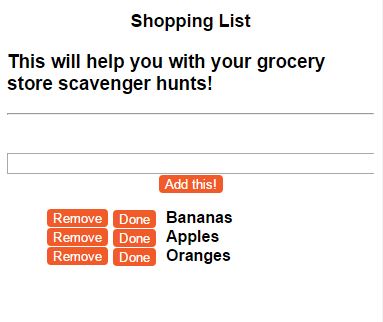 Shopping List
This will help you with your grocery
store scavenger hunts!
Add this!
Remove Done Bananas
Remove Done Apples
Remove Done Oranges